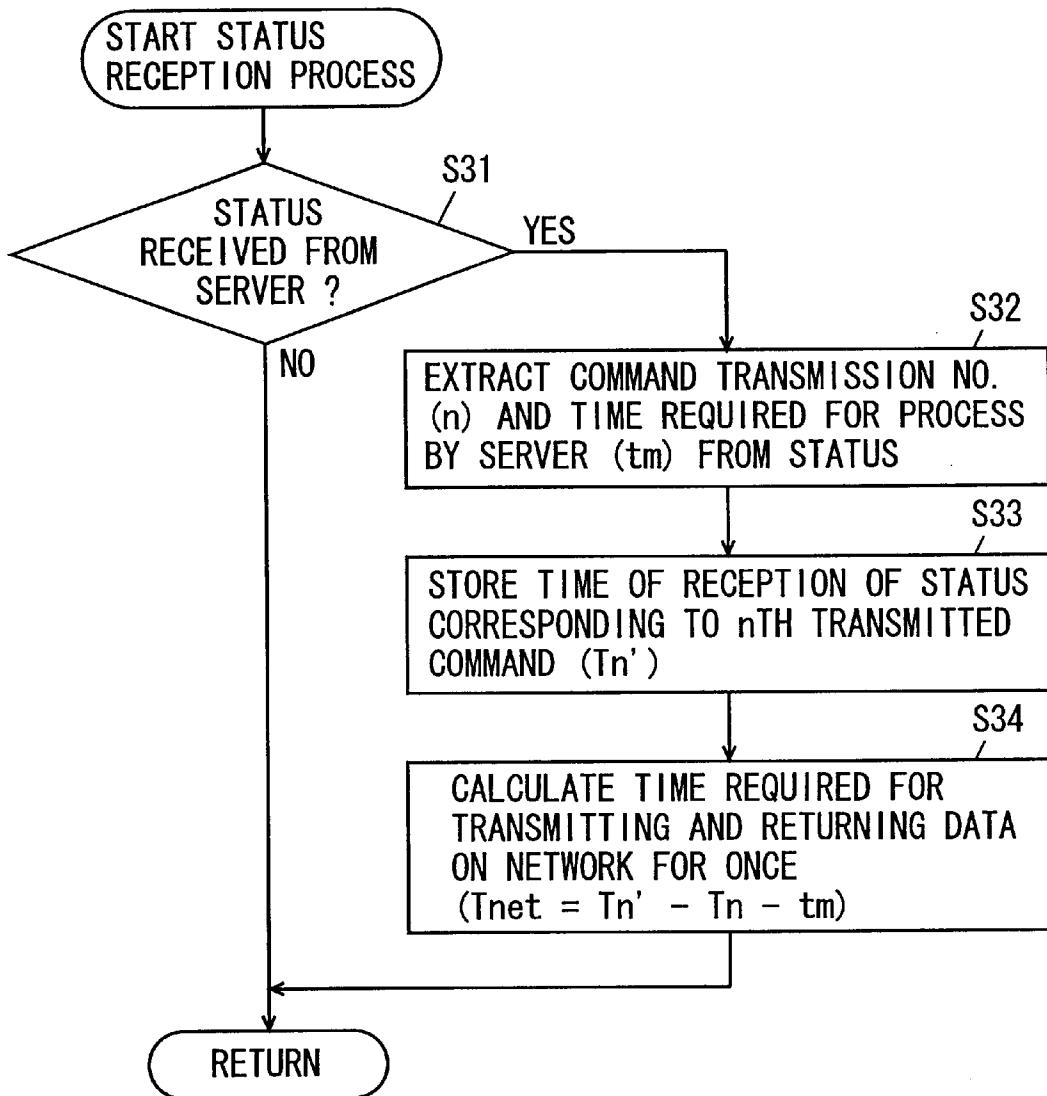 START STATUS
RECEPTION PROCESS
S31
STATUS
RECEIVED FROM
SERVER ?
YES
NO
S32
EXTRACT COMMAND TRANSMISSION NO.
(n) AND TIME REQUIRED FOR PROCESS
BY SERVER (tm) FROM STATUS
S33
STORE TIME OF RECEPTION OF STATUS
CORRESPONDING TO nTH TRANSMITTED
COMMAND (Tn')
S34
CALCULATE TIME REQUIRED FOR
TRANSMITTING AND RETURNING DATA
ON NETWORK FOR ONCE
(Tnet = Tn' - Tn - tm)
RETURN